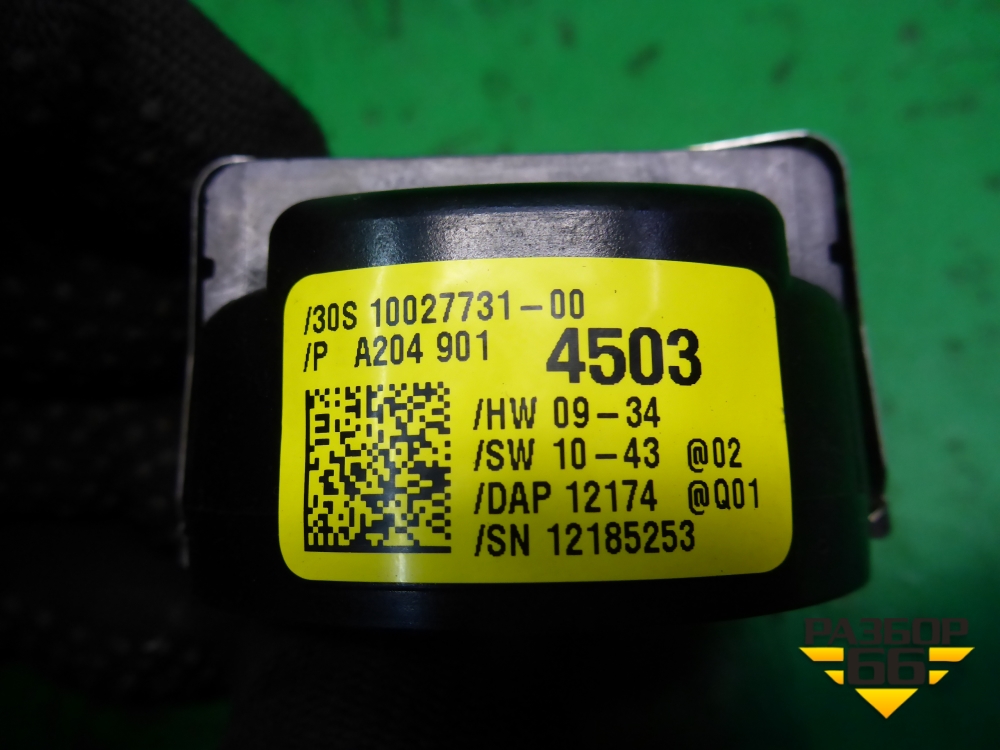 /30S 10027731-00
/P A204 901 4503
/HW 09-34
/SW 10-43 @02
/DAP 12174 @Q01
/SN 12185253
РАЗБОР
66